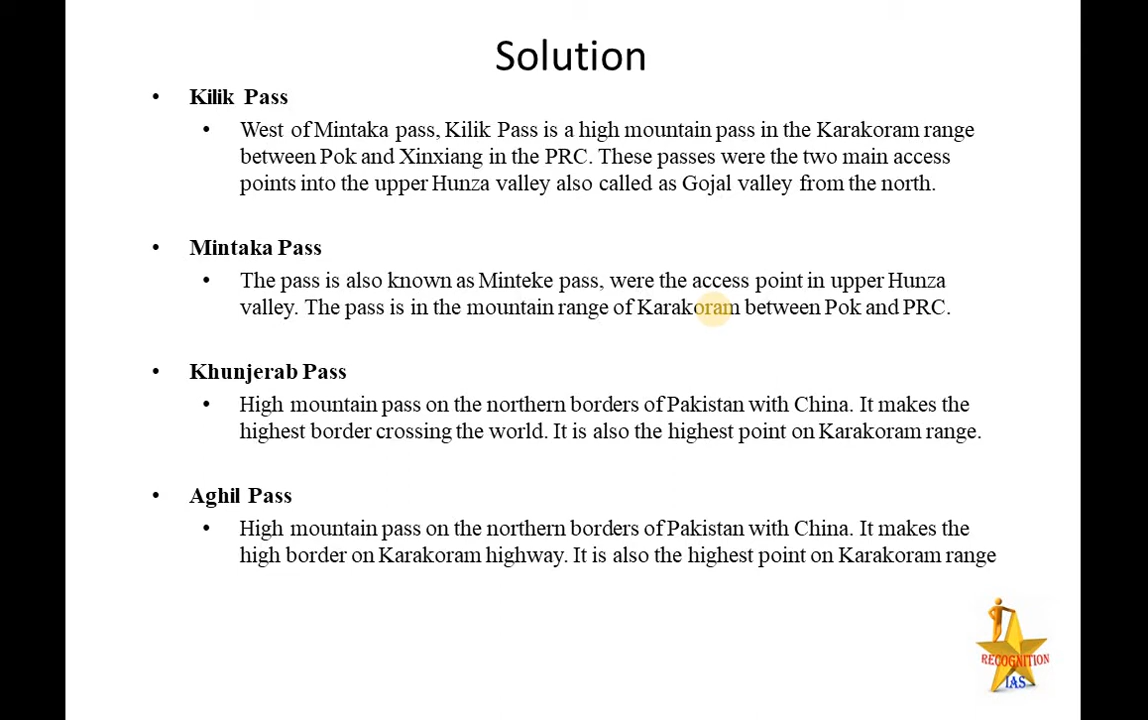 Solution
• Kilik Pass
• West of Mintaka pass, Kilik Pass is a high mountain pass in the Karakoram range
between Pok and Xinxiang in the PRC. These passes were the two main access
points into the upper Hunza valley also called as Gojal valley from the north.
• Mintaka Pass
• The pass is also known as Minteke pass, were the access point in upper Hunza
valley. The pass is in the mountain range of Karakoram between Pok and PRC.
• Khunjerab Pass
• High mountain pass on the northern borders of Pakistan with China. It makes the
highest border crossing the world. It is also the highest point on Karakoram range.
• Aghil Pass
• High mountain pass on the northern borders of Pakistan with China. It makes the
high border on Karakoram highway. It is also the highest point on Karakoram range
RECOGNITION
IAS